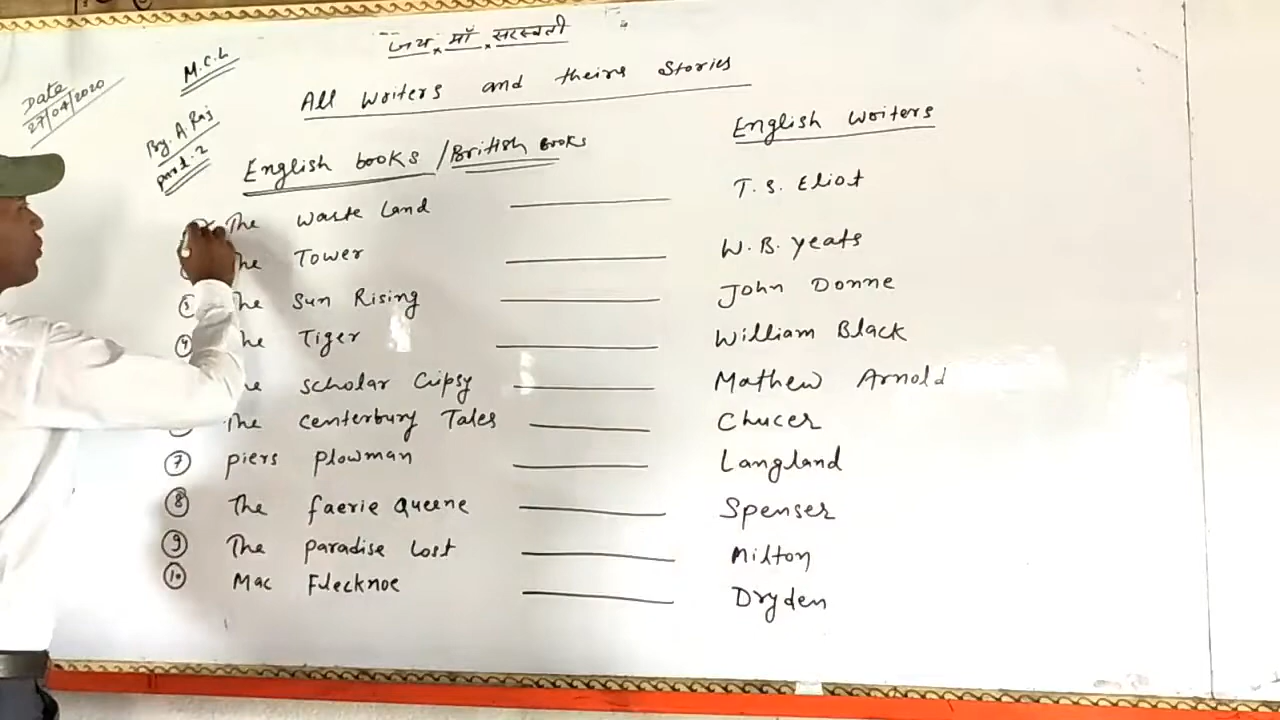 जय माँ सरस्वती
Date
27/04/2020
M.C.L
By. A. Raj
All Writers and theirs Stories
English books / British Books
English Writers
The Waste Land T. S. Eliot
The Tower W. B. Yeats
3 The Sun Rising John Donne
4 The Tiger William Black
The Scholar Gipsy Mathew Arnold
The Centerbury Tales Chucer
7 Piers Plowman Langland
8 The faerie Queene Spenser
9 The paradise Lost Milton
10 Mac Flecknoe Dryden